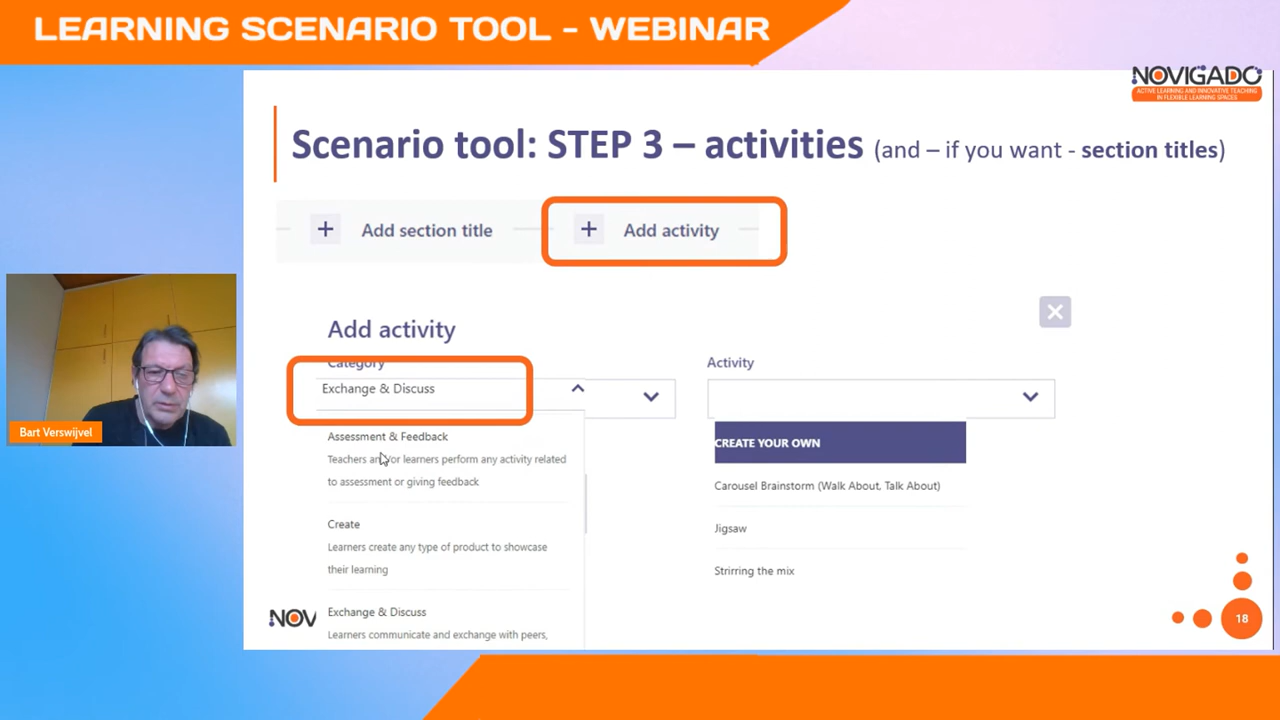 LEARNING SCENARIO TOOL - WEBINAR
NOVIGADO
ACTIVE LEARNING AND INNOVATIVE TEACHING
IN FLEXIBLE LEARNING SPACES
Scenario tool: STEP 3 – activities (and – if you want - section titles)
+ Add section title
+ Add activity
Add activity
Category
Exchange & Discuss
Assessment & Feedback
Teachers and/or learners perform any activity related
to assessment or giving feedback
Create
Learners create any type of product to showcase
their learning
Exchange & Discuss
Learners communicate and exchange with peers,
Activity
CREATE YOUR OWN
Carousel Brainstorm (Walk About, Talk About)
Jigsaw
Strirring the mix
Bart Verswijvel
NOV
18